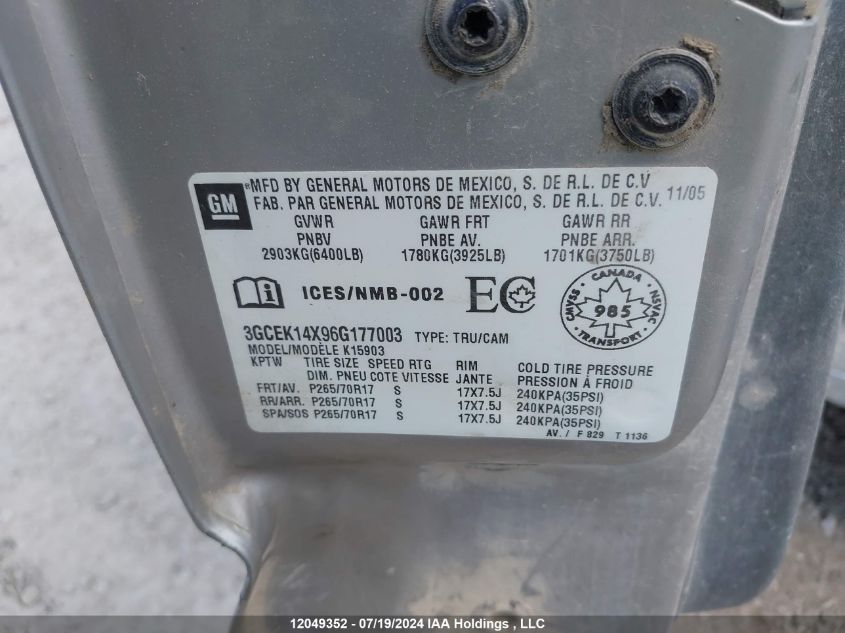 GM
®MFD BY GENERAL MOTORS DE MEXICO, S. DE R.L. DE C.V
FAB. PAR GENERAL MOTORS DE MEXICO, S. DE R.L. DE C.V. 11/05
GVWR GAWR FRT GAWR RR
PNBV PNBE AV. PNBE ARR.
2903KG(6400LB) 1780KG(3925LB) 1701KG(3750LB)
i ICES/NMB-002 EC
CANADA
CMVSS 985 NSVAC
TRANSPORT
3GCEK14X96G177003 TYPE: TRU/CAM
MODEL/MODÈLE K15903
KPTW TIRE SIZE SPEED RTG RIM COLD TIRE PRESSURE
DIM. PNEU COTE VITESSE JANTE PRESSION À FROID
FRT/AV. P265/70R17 S 17X7.5J 240KPA(35PSI)
RR/ARR. P265/70R17 S 17X7.5J 240KPA(35PSI)
SPA/SOS P265/70R17 S 17X7.5J 240KPA(35PSI)
AV. / F 829 T 1136
12049352 - 07/19/2024 IAA Holdings , LLC